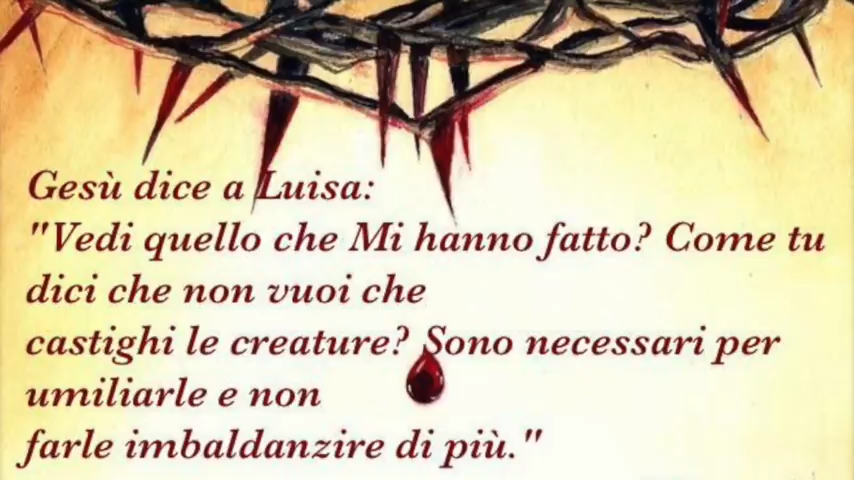 Gesù dice a Luisa:
"Vedi quello che Mi hanno fatto? Come tu
dici che non vuoi che
castighi le creature? Sono necessari per
umiliarle e non
farle imbaldanzire di più."